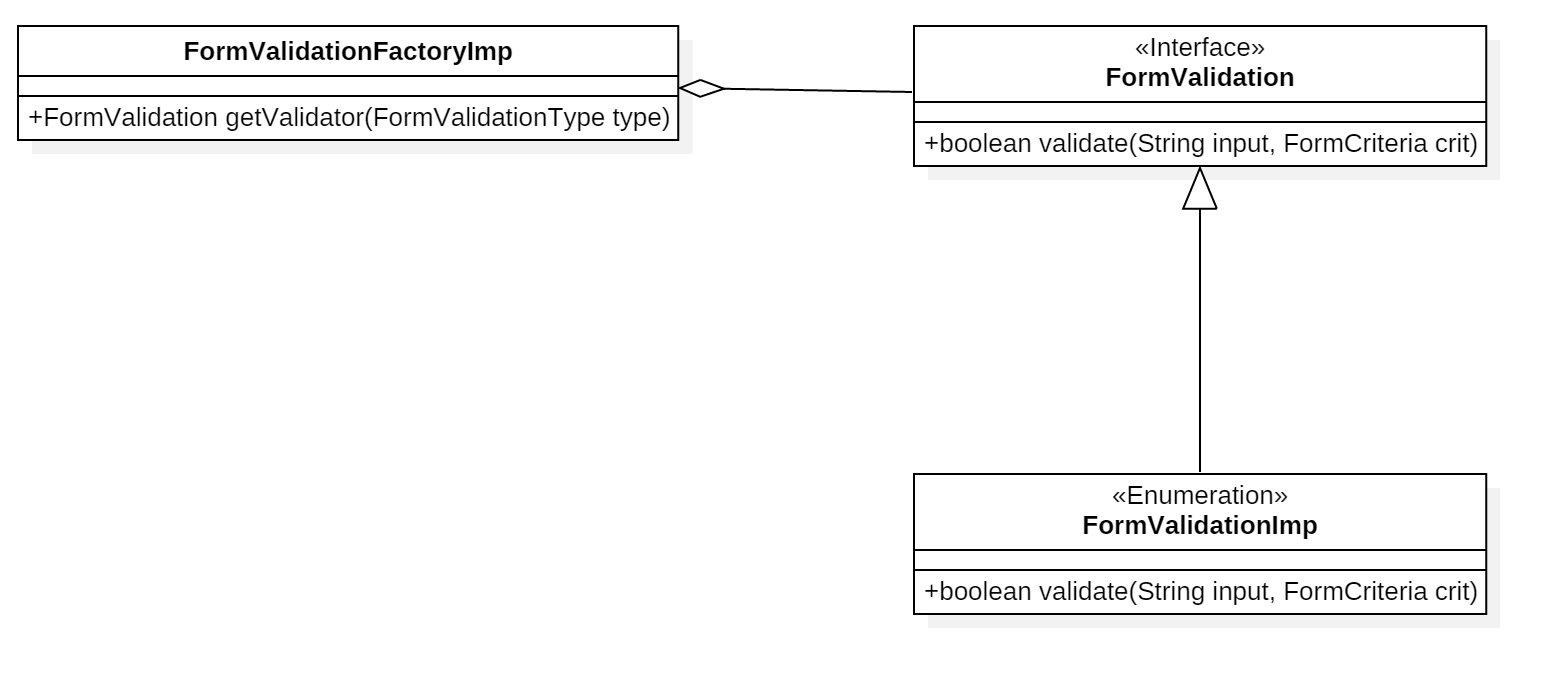 FormValidationFactoryImp
+FormValidation getValidator(FormValidationType type)
«Interface»
FormValidation
+boolean validate(String input, FormCriteria crit)
«Enumeration»
FormValidationImp
+boolean validate(String input, FormCriteria crit)